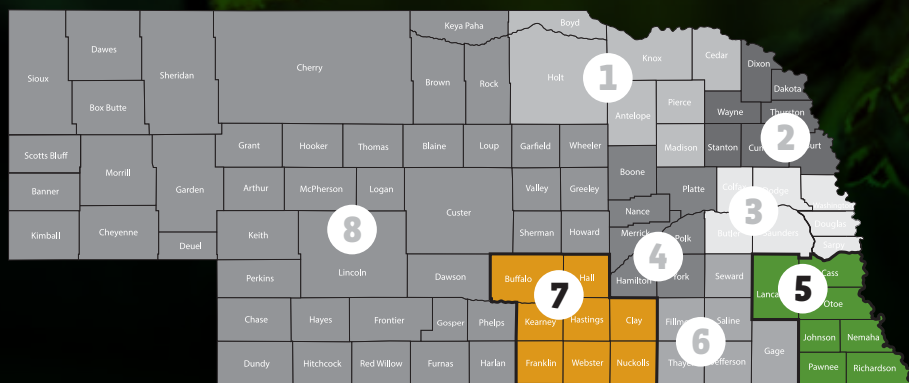 Keya Paha
Boyd
Dawes
Sioux
Sheridan
Cherry
Brown
Rock
Holt
1
Knox
Cedar
Dixon
Dakota
Box Butte
Pierce
Antelope
Wayne
Thurston
Scotts Bluff
Grant
Hooker
Thomas
Blaine
Loup
Garfield
Wheeler
Madison
Stanton
2
Morrill
Boone
Banner
Garden
Arthur
McPherson
Logan
Valley
Greeley
Platte
Nance
3
Custer
Kimball
Cheyenne
Keith
8
Sherman
Howard
Merrick
Polk
Saunders
Douglas
Sarpy
Deuel
Lincoln
4
Perkins
Dawson
Buffalo
Hall
Hamilton
York
Seward
Cass
7
5
Otoe
Chase
Hayes
Frontier
Gosper
Phelps
Kearney
Hastings
Clay
Saline
6
Johnson
Nemaha
Gage
Dundy
Hitchcock
Red Willow
Furnas
Harlan
Franklin
Webster
Nuckolls
Pawnee
Richardson